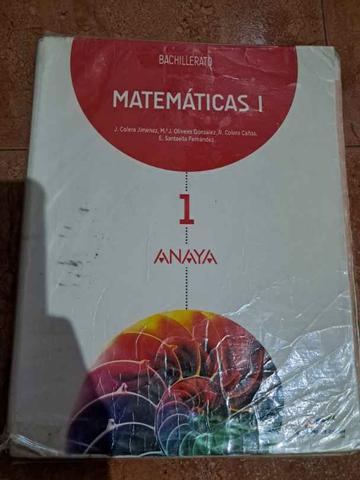 BACHILLERATO
MATEMÁTICAS I
J. Colera Jiménez, M.ª J. Oliveira González, R. Colera Cañas,
E. Santaella Fernández
1
ANAYA